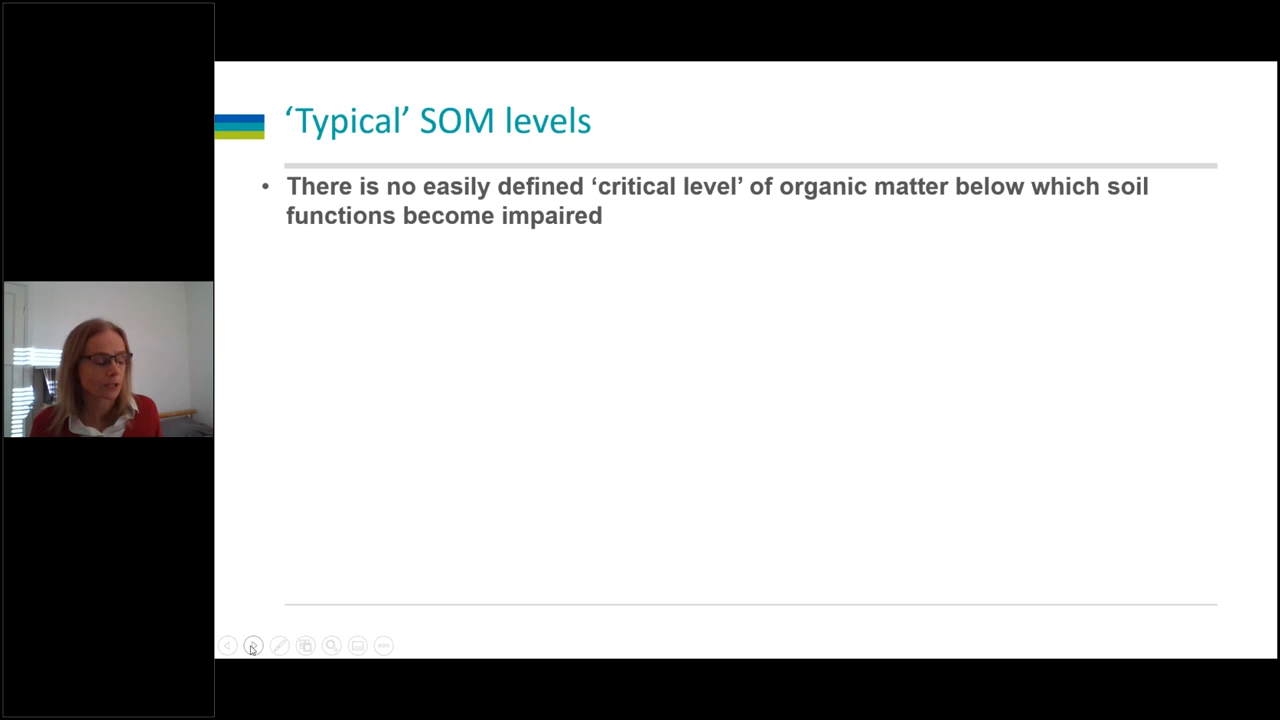 ‘Typical’ SOM levels
• There is no easily defined ‘critical level’ of organic matter below which soil
functions become impaired